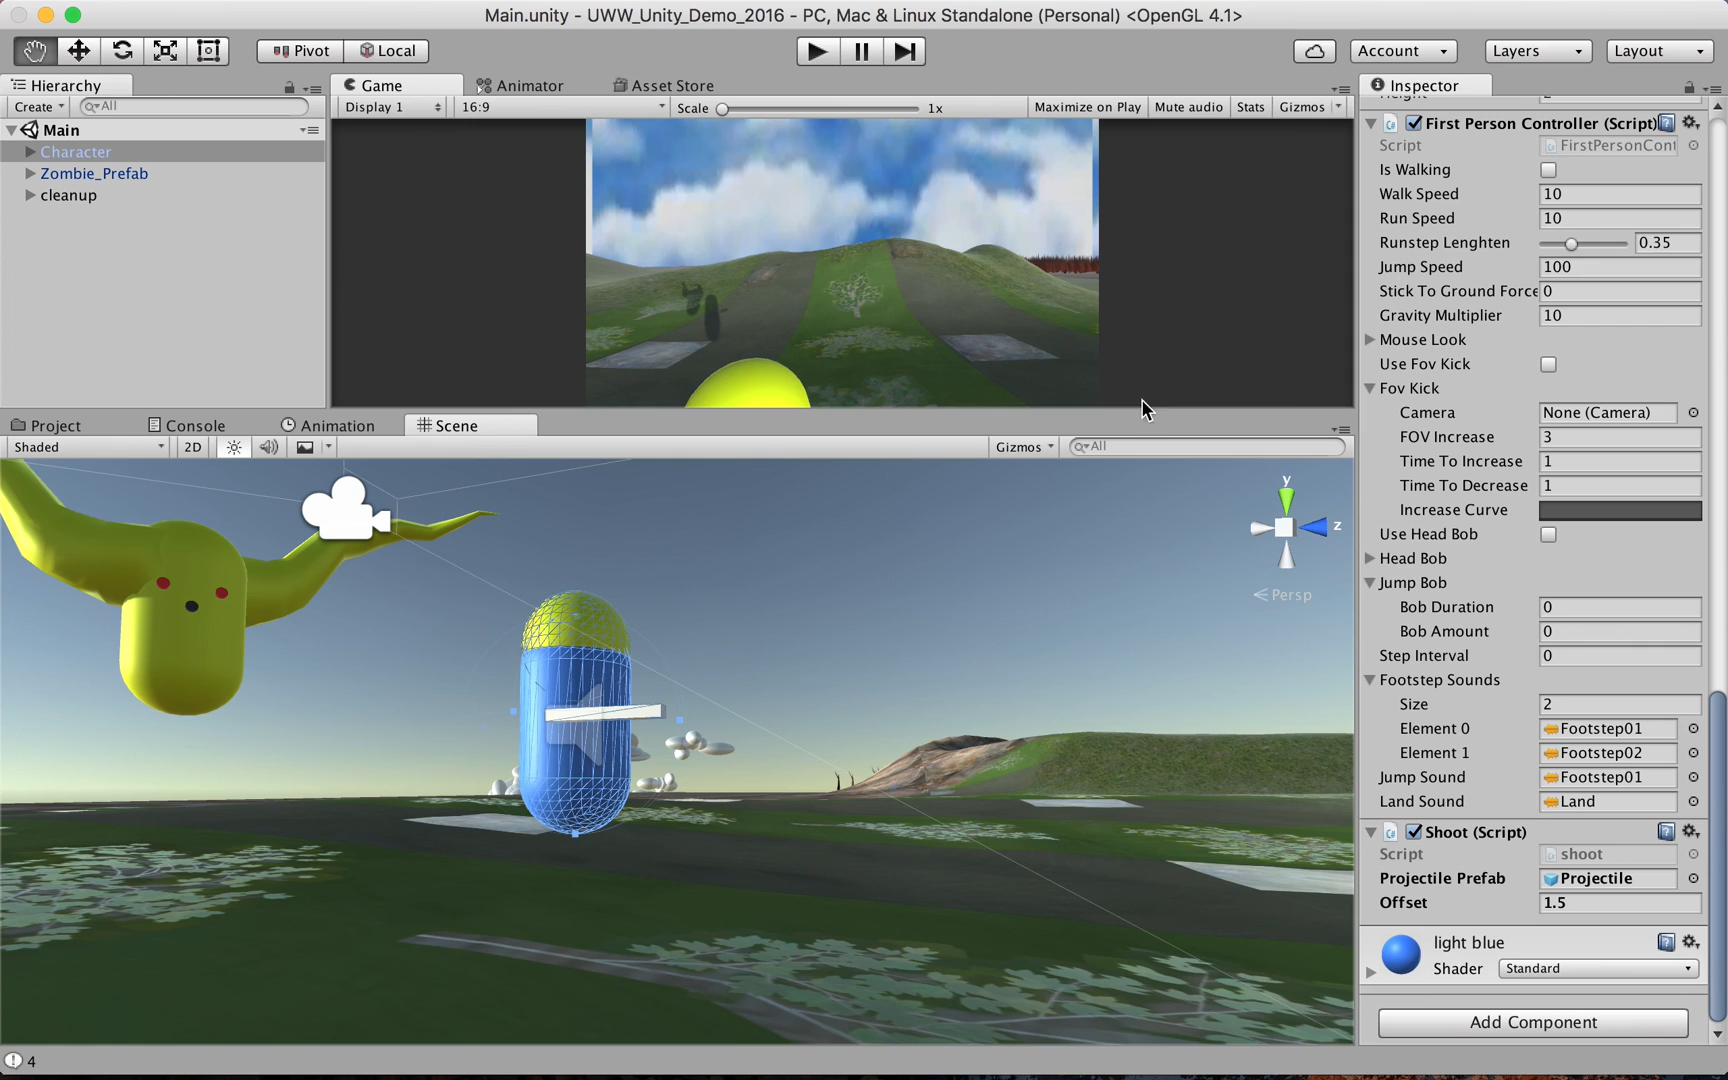 Main.unity - UWW_Unity_Demo_2016 - PC, Mac & Linux Standalone (Personal) <OpenGL 4.1>
Pivot Local Account Layers Layout
Hierarchy
Create All
Main
Character
Zombie_Prefab
cleanup
Game Animator Asset Store
Display 1 16:9 Scale 1x Maximize on Play Mute audio Stats Gizmos
Project Console Animation Scene
Shaded 2D Gizmos All
y
z
Persp
Inspector
First Person Controller (Script)
Script FirstPersonCont
Is Walking
Walk Speed 10
Run Speed 10
Runstep Lenghten 0.35
Jump Speed 100
Stick To Ground Force 0
Gravity Multiplier 10
Mouse Look
Use Fov Kick
Fov Kick
Camera None (Camera)
FOV Increase 3
Time To Increase 1
Time To Decrease 1
Increase Curve
Use Head Bob
Head Bob
Jump Bob
Bob Duration 0
Bob Amount 0
Step Interval 0
Footstep Sounds
Size 2
Element 0 Footstep01
Element 1 Footstep02
Jump Sound Footstep01
Land Sound Land
Shoot (Script)
Script shoot
Projectile Prefab Projectile
Offset 1.5
light blue
Shader Standard
Add Component
4